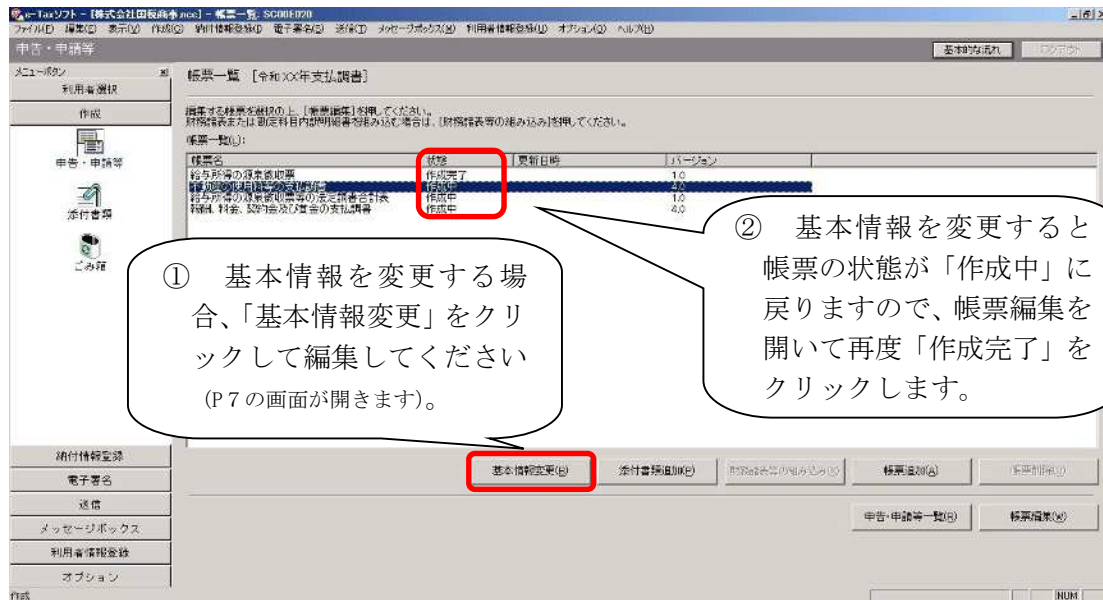 e-Taxソフト - [株式会社国税商事.nce] - 帳票一覧: SC00E020
ファイル(F) 編集(E) 表示(V) 作成(C) 納付情報登録(I) 電子署名(S) 送信(T) メッセージボックス(M) 利用者情報登録(U) オプション(O) ヘルプ(H)
申告・申請等
基本的な流れ
ログアウト
メニューボタン
利用者選択
作成
申告・申請等
添付書類
ごみ箱
帳票一覧 [令和XX年支払調書]
編集する帳票を選択の上、[帳票編集]を押してください。
財務諸表または勘定科目内訳明細書を組み込む場合は、[財務諸表等の組み込み]を押してください。
帳票一覧(L):
帳票名 状態 更新日時 バージョン
給与所得の源泉徴収票 作成完了 1.0
不動産の使用料等の支払調書 作成中 4.0
給与所得の源泉徴収票等の法定調書合計表 作成中 1.0
報酬、料金、契約金及び賞金の支払調書 作成中 4.0
① 基本情報を変更する場
合、「基本情報変更」をクリ
ックして編集してください
(P7の画面が開きます)。
② 基本情報を変更すると
帳票の状態が「作成中」に
戻りますので、帳票編集を
開いて再度「作成完了」を
クリックします。
基本情報変更(B)
添付書類追加(P)
財務諸表等の組み込み(X)
帳票追加(A)
帳票削除(D)
申告・申請等一覧(R)
帳票編集(W)
納付情報登録
電子署名
送信
メッセージボックス
利用者情報登録
オプション
作成
NUM